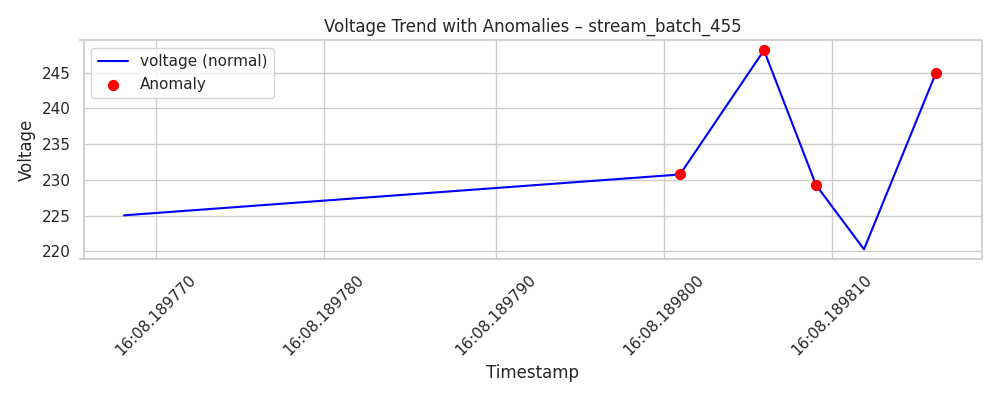 Voltage Trend with Anomalies – stream_batch_455
voltage (normal)
Anomaly
Voltage
245
240
235
230
225
220
16:08.189770
16:08.189780
16:08.189790
16:08.189800
16:08.189810
Timestamp